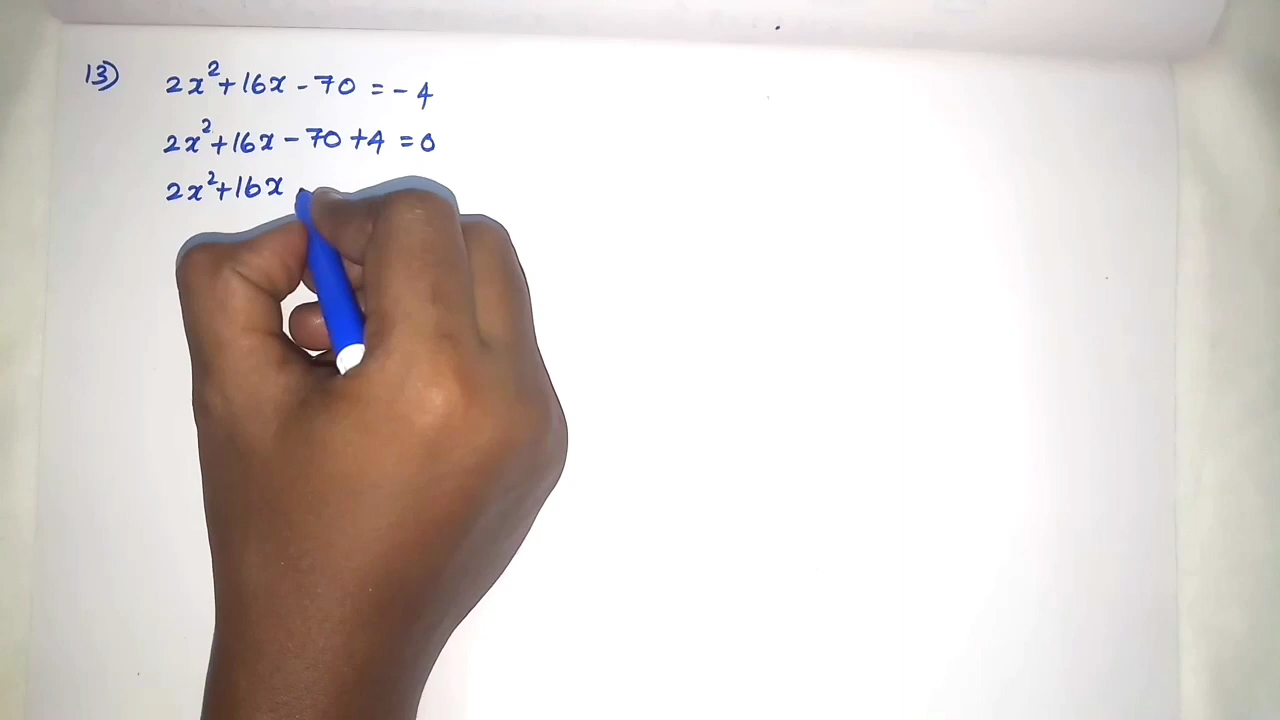 13) 2x² + 16x - 70 = - 4
2x² + 16x - 70 + 4 = 0
2x² + 16x